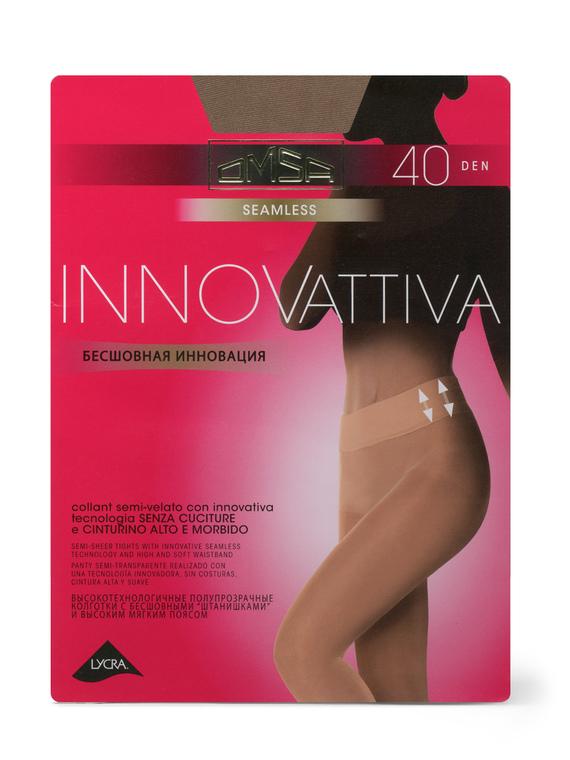 OMSA
40 DEN
SEAMLESS
INNOVATTIVA
БЕСШОВНАЯ ИННОВАЦИЯ
collant semi-velato con innovativa
tecnologia SENZA CUCITURE
e CINTURINO ALTO E MORBIDO
SEMI-SHEER TIGHTS WITH INNOVATIVE SEAMLESS
TECHNOLOGY AND HIGH AND SOFT WAISTBAND
PANTY SEMI-TRANSPARENTE REALIZADO CON
UNA TECNOLOGÍA INNOVADORA, SIN COSTURAS,
CINTURA ALTA Y SUAVE
ВЫСОКОТЕХНОЛОГИЧНЫЕ ПОЛУПРОЗРАЧНЫЕ
КОЛГОТКИ С БЕСШОВНЫМИ "ШТАНИШКАМИ"
И ВЫСОКИМ МЯГКИМ ПОЯСОМ
LYCRA.